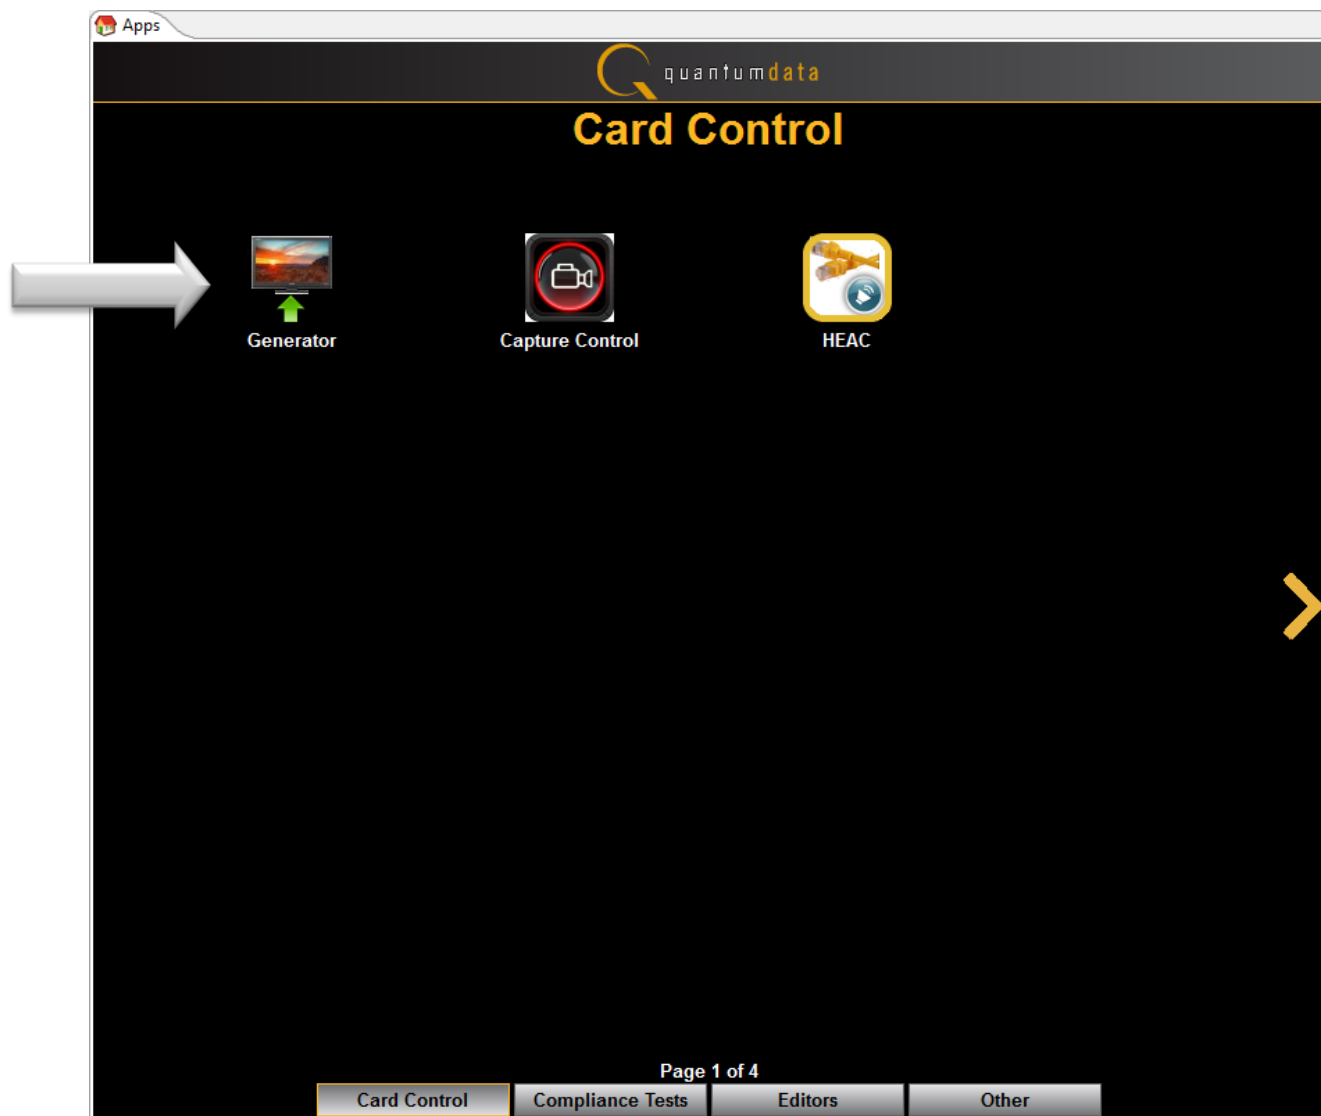 Apps
quantumdata
Card Control
Generator
Capture Control
HEAC
Page 1 of 4
Card Control
Compliance Tests
Editors
Other